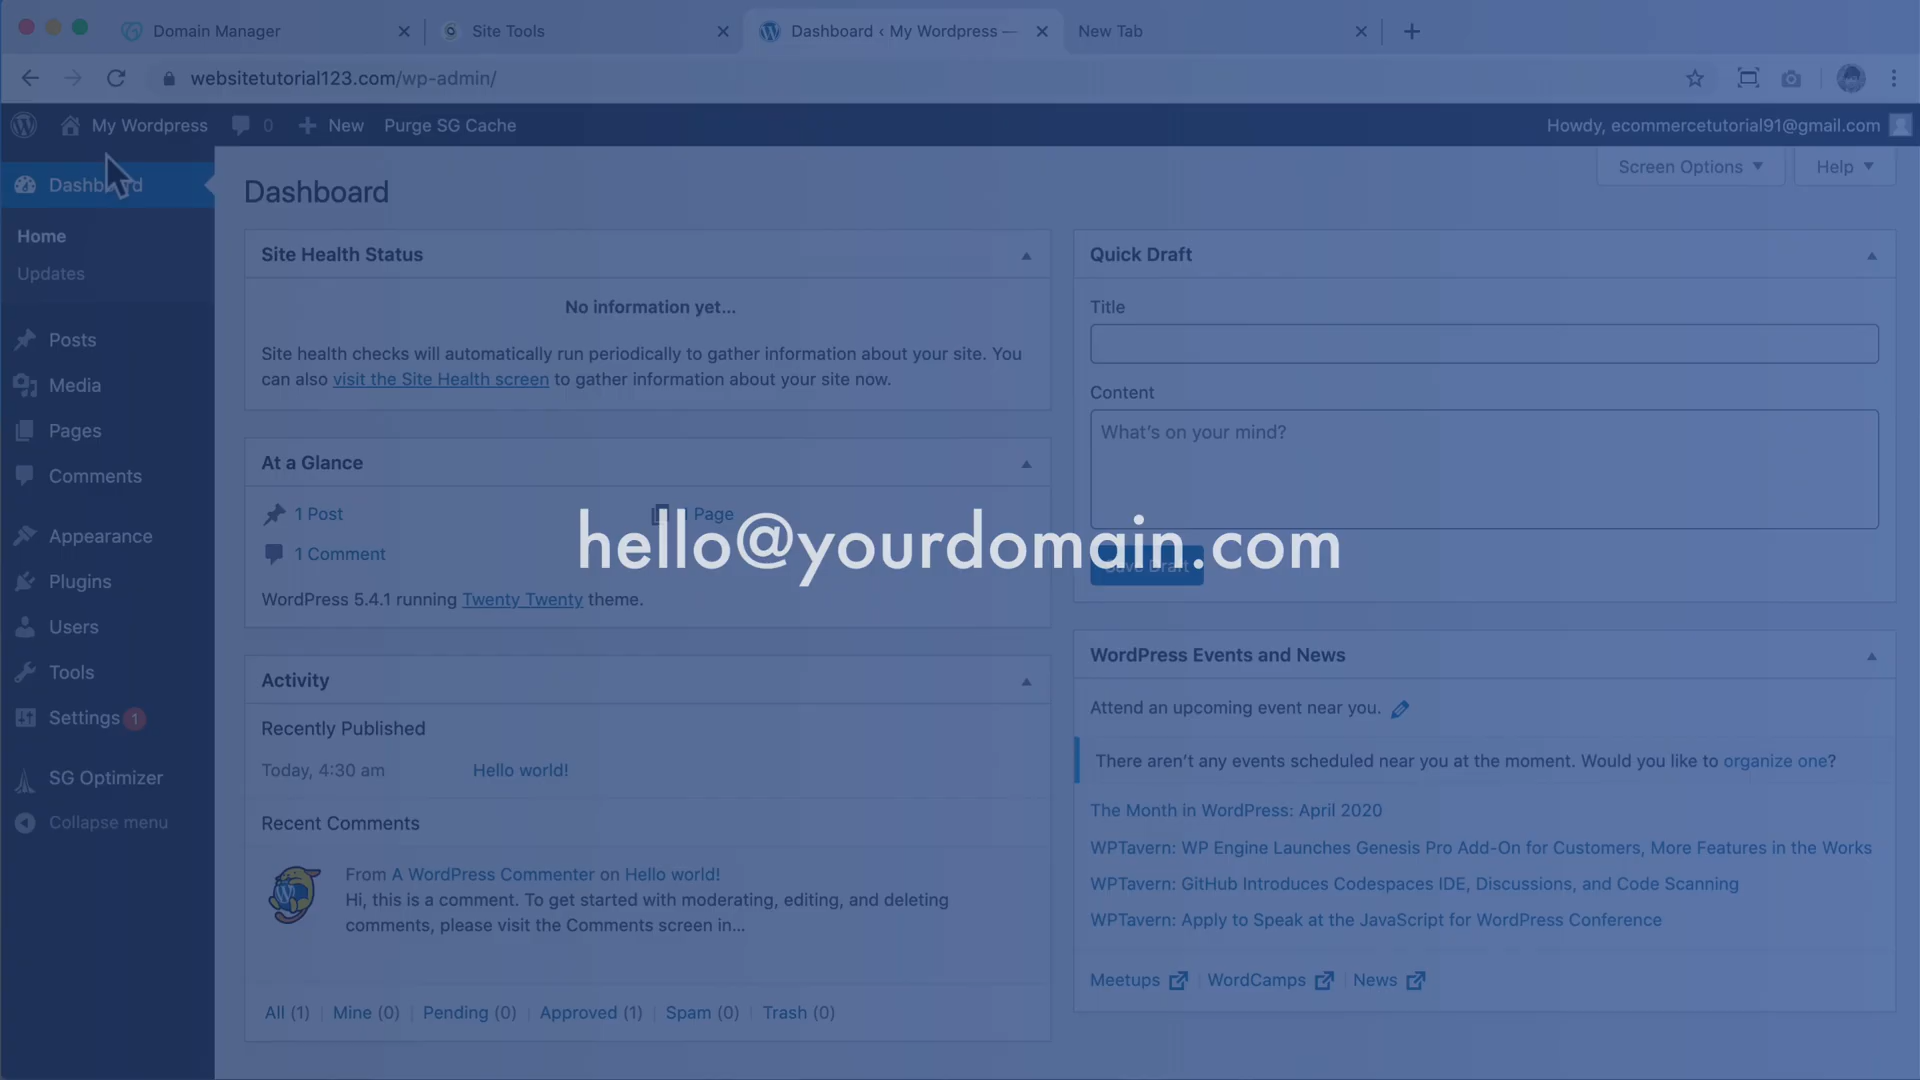 Domain Manager
Site Tools
Dashboard ‹ My Wordpress —
New Tab
websitetutorial123.com/wp-admin/
My Wordpress
0
New
Purge SG Cache
Howdy, ecommercetutorial91@gmail.com
Dashboard
Home
Updates
Posts
Media
Pages
Comments
Appearance
Plugins
Users
Tools
Settings 1
SG Optimizer
Collapse menu
Screen Options
Help
Dashboard
Site Health Status
No information yet...
Site health checks will automatically run periodically to gather information about your site. You
can also visit the Site Health screen to gather information about your site now.
At a Glance
1 Post
1 Page
1 Comment
WordPress 5.4.1 running Twenty Twenty theme.
Activity
Recently Published
Today, 4:30 am
Hello world!
Recent Comments
From A WordPress Commenter on Hello world!
Hi, this is a comment. To get started with moderating, editing, and deleting
comments, please visit the Comments screen in...
All (1) | Mine (0) | Pending (0) | Approved (1) | Spam (0) | Trash (0)
Quick Draft
Title
Content
What's on your mind?
Save Draft
hello@yourdomain.com
WordPress Events and News
Attend an upcoming event near you.
There aren't any events scheduled near you at the moment. Would you like to organize one?
The Month in WordPress: April 2020
WPTavern: WP Engine Launches Genesis Pro Add-On for Customers, More Features in the Works
WPTavern: GitHub Introduces Codespaces IDE, Discussions, and Code Scanning
WPTavern: Apply to Speak at the JavaScript for WordPress Conference
Meetups | WordCamps | News